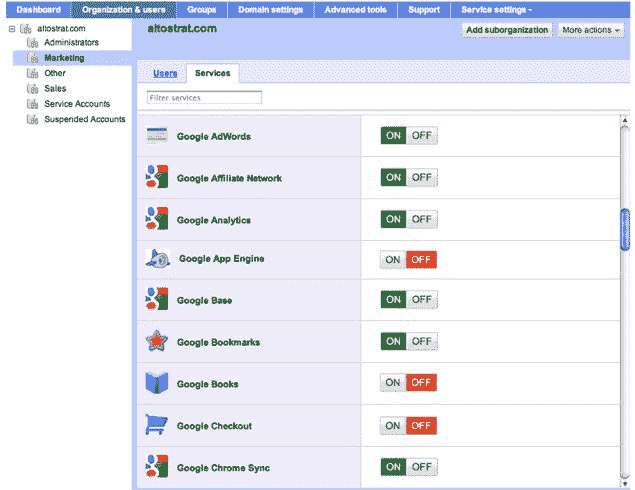 Dashboard Organization & users Groups Domain settings Advanced tools Support Service settings
altostrat.com
Administrators
Marketing
Other
Sales
Service Accounts
Suspended Accounts
altostrat.com
Add suborganization More actions
Users Services
Filter services
Google AdWords ON OFF
Google Affiliate Network ON OFF
Google Analytics ON OFF
Google App Engine ON OFF
Google Base ON OFF
Google Bookmarks ON OFF
Google Books ON OFF
Google Checkout ON OFF
Google Chrome Sync ON OFF